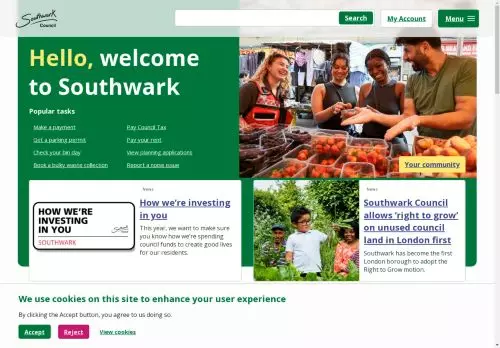 Southwark
Council
Search
My Account
Menu
Hello, welcome
to Southwark
Popular tasks
Make a payment
Pay Council Tax
Get a parking permit
Pay your rent
Check your bin day
View planning applications
Book a bulky waste collection
Report a noise issue
Your community
News
How we're investing
in you
This year, we want to make sure
you know how we're spending
council funds to create good lives
for our residents.
HOW WE'RE
INVESTING
IN YOU
SOUTHWARK
News
Southwark Council
allows 'right to grow'
on unused council
land in London first
Southwark has become the first
London borough to adopt the
Right to Grow motion.
We use cookies on this site to enhance your user experience
By clicking the Accept button, you agree to us doing so.
Accept
Reject
View cookies